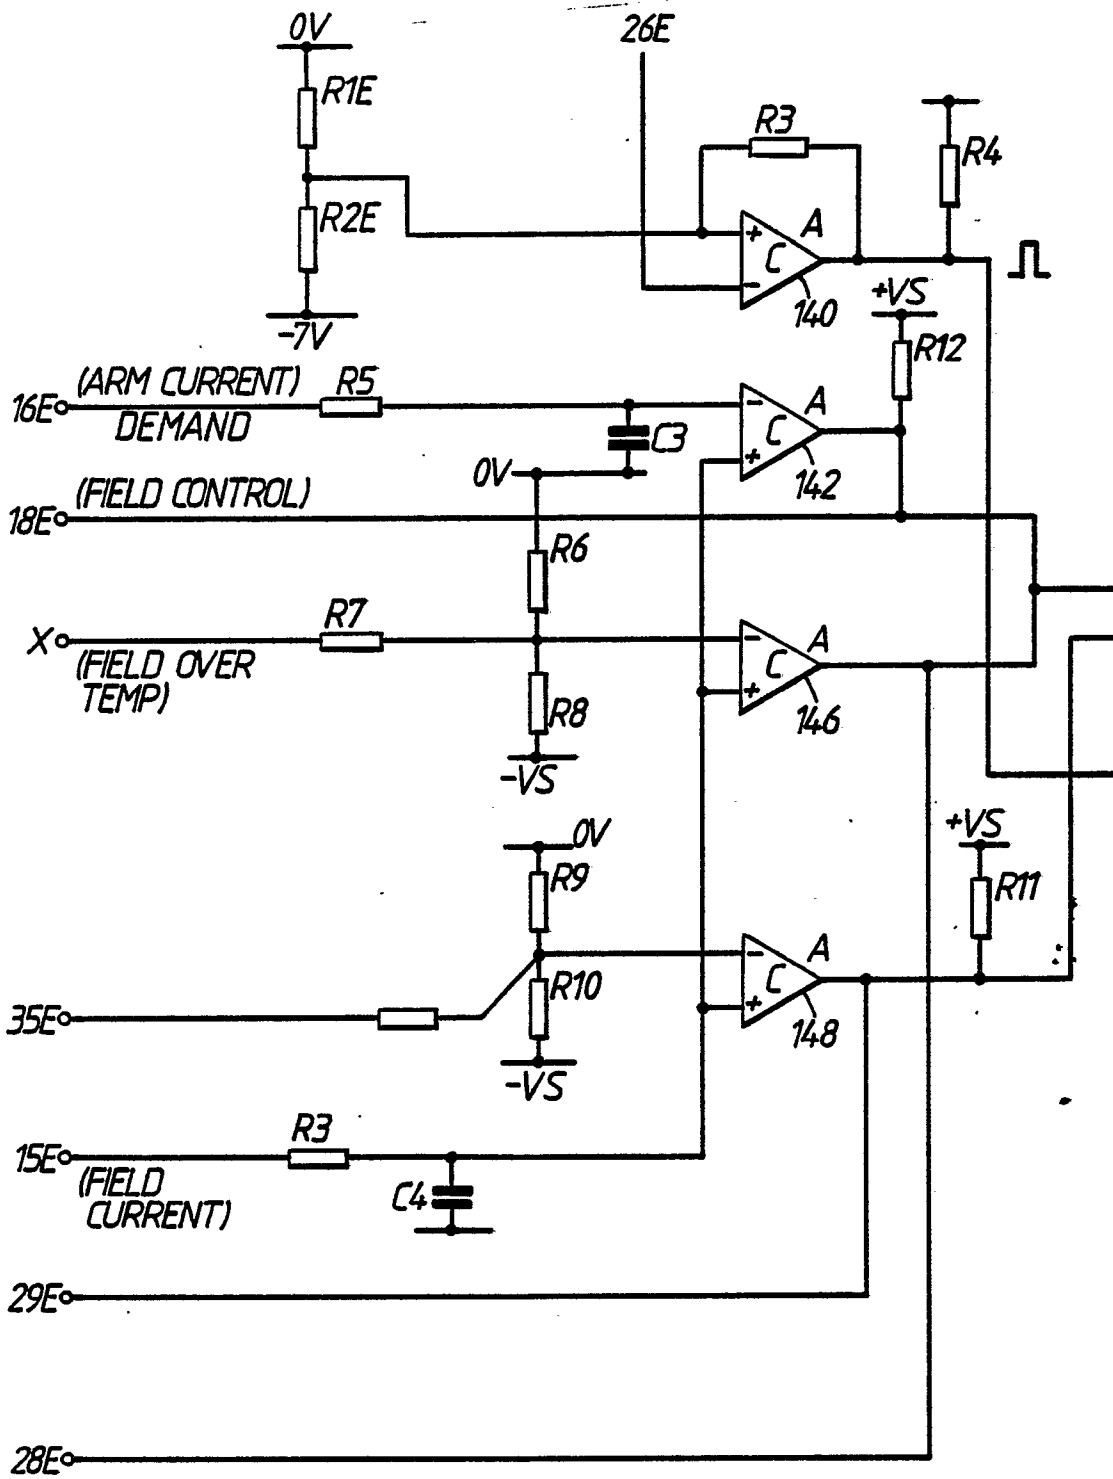 0V
26E
R1E
R3
R4
R2E
+
A
C
-
140
-7V
+VS
R12
(ARM CURRENT)
16E
DEMAND
R5
-
A
C
+
142
C3
0V
(FIELD CONTROL)
18E
R6
R7
X
(FIELD OVER
TEMP)
-
A
C
+
146
R8
-VS
0V
+VS
R9
R11
-
A
C
+
148
R10
35E
-VS
R3
15E
(FIELD
CURRENT)
C4
29E
28E